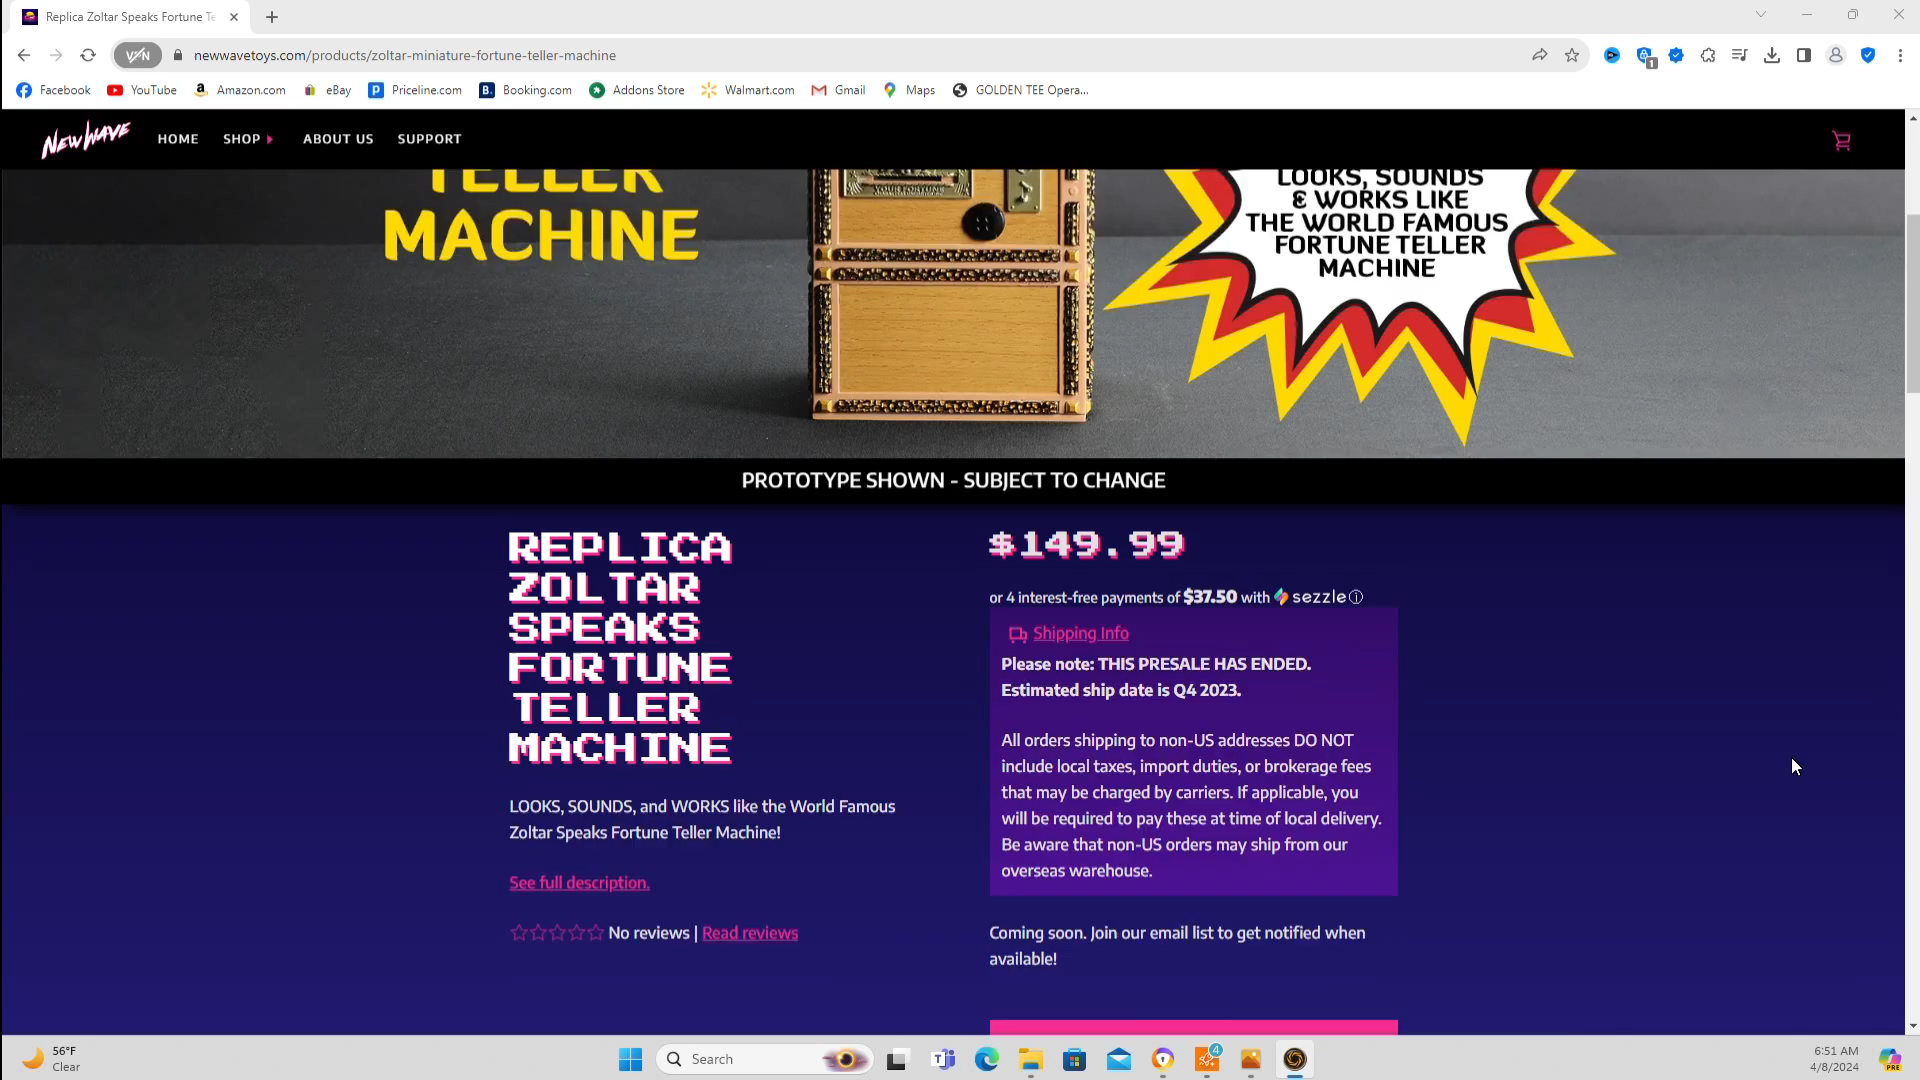 Replica Zoltar Speaks Fortune Te
VPN
newwavetoys.com/products/zoltar-miniature-fortune-teller-machine
1
Facebook
YouTube
Amazon.com
eBay
Priceline.com
Booking.com
Addons Store
Walmart.com
Gmail
Maps
GOLDEN TEE Opera...
NEW WAVE
HOME
SHOP
ABOUT US
SUPPORT
TELLER
MACHINE
YOUR FORTUNE
LOOKS, SOUNDS
& WORKS LIKE
THE WORLD FAMOUS
FORTUNE TELLER
MACHINE
PROTOTYPE SHOWN - SUBJECT TO CHANGE
REPLICA
ZOLTAR
SPEAKS
FORTUNE
TELLER
MACHINE
LOOKS, SOUNDS, and WORKS like the World Famous
Zoltar Speaks Fortune Teller Machine!
See full description.
No reviews | Read reviews
$149.99
or 4 interest-free payments of $37.50 with sezzle
Shipping Info
Please note: THIS PRESALE HAS ENDED.
Estimated ship date is Q4 2023.
All orders shipping to non-US addresses DO NOT
include local taxes, import duties, or brokerage fees
that may be charged by carriers. If applicable, you
will be required to pay these at time of local delivery.
Be aware that non-US orders may ship from our
overseas warehouse.
Coming soon. Join our email list to get notified when
available!
56°F
Clear
Search
4
6:51 AM
4/8/2024
PRE